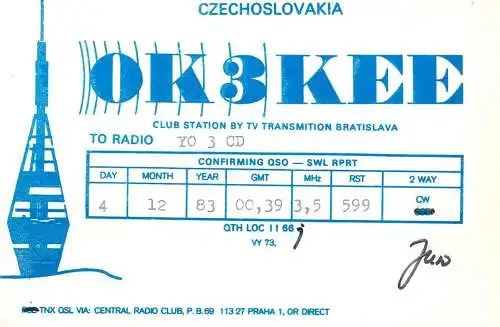 CZECHOSLOVAKIA
OK3KEE
CLUB STATION BY TV TRANSMITION BRATISLAVA
TO RADIO YO 3 CD
CONFIRMING QSO — SWL RPRT
DAY MONTH YEAR GMT MHz RST 2 WAY
4 12 83 00,39 3,5 599 CW
QTH LOC II 66 j
VY 73,
TNX QSL VIA: CENTRAL RADIO CLUB, P. B. 69 113 27 PRAHA 1, OR DIRECT